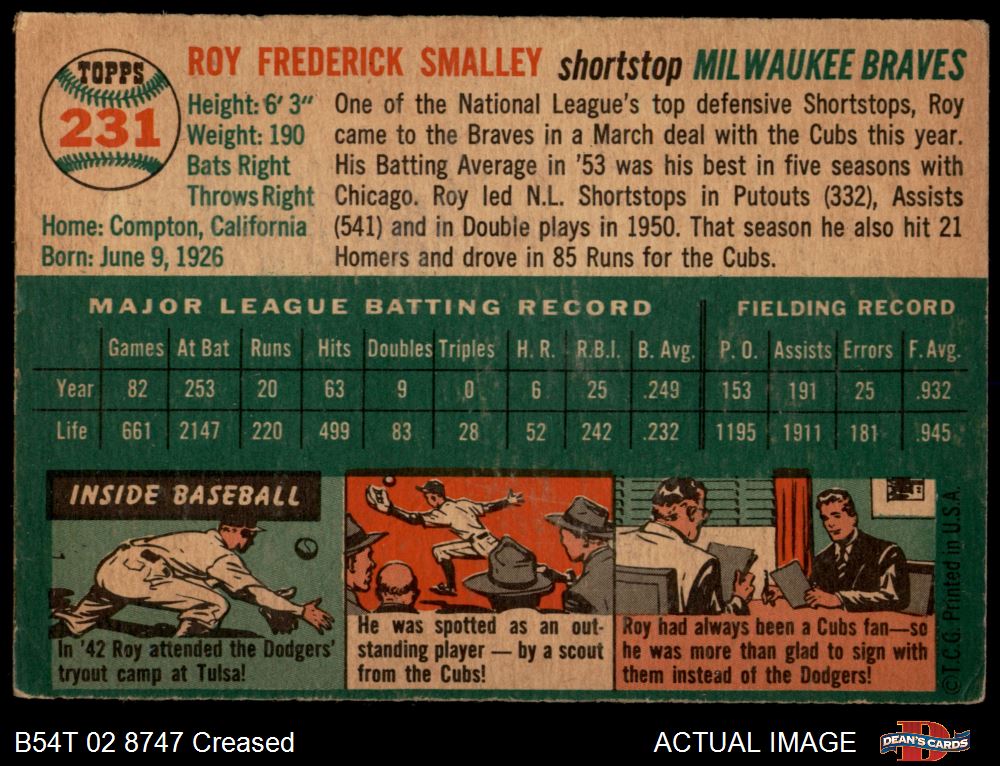 TOPPS
231
ROY FREDERICK SMALLEY shortstop MILWAUKEE BRAVES
Height: 6' 3"
Weight: 190
Bats Right
Throws Right
Home: Compton, California
Born: June 9, 1926
One of the National League's top defensive Shortstops, Roy
came to the Braves in a March deal with the Cubs this year.
His Batting Average in '53 was his best in five seasons with
Chicago. Roy led N.L. Shortstops in Putouts (332), Assists
(541) and in Double plays in 1950. That season he also hit 21
Homers and drove in 85 Runs for the Cubs.
MAJOR LEAGUE BATTING RECORD FIELDING RECORD
Games At Bat Runs Hits Doubles Triples H. R. R.B.I. B. Avg. P. O. Assists Errors F. Avg.
Year 82 253 20 63 9 0 6 25 .249 153 191 25 .932
Life 661 2147 220 499 83 28 52 242 .232 1195 1911 181 .945
INSIDE BASEBALL
In '42 Roy attended the Dodgers'
tryout camp at Tulsa!
He was spotted as an out-
standing player — by a scout
from the Cubs!
Roy had always been a Cubs fan—so
he was more than glad to sign with
them instead of the Dodgers!
©T.C.G. Printed in U.S.A.
B54T 02 8747 Creased
ACTUAL IMAGE
D
DEAN'S CARDS